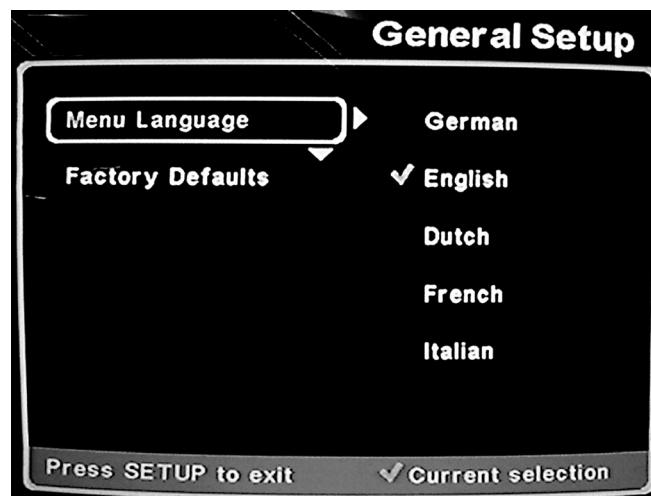 General Setup
Menu Language
German
Factory Defaults
English
Dutch
French
Italian
Press SETUP to exit
Current selection